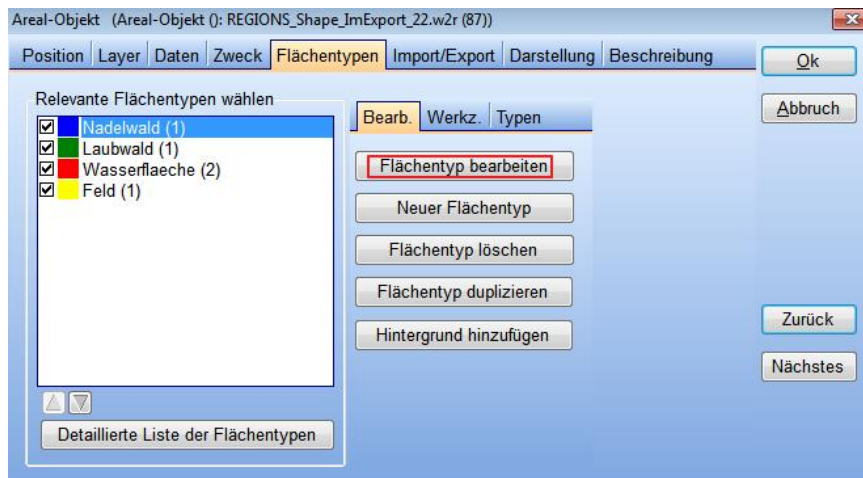 Areal-Objekt (Areal-Objekt (): REGIONS_Shape_ImExport_22.w2r (87))
Position Layer Daten Zweck Flächentypen Import/Export Darstellung Beschreibung
Ok
Abbruch
Relevante Flächentypen wählen
Nadelwald (1)
Laubwald (1)
Wasserflaeche (2)
Feld (1)
Detaillierte Liste der Flächentypen
Bearb. Werkz. Typen
Flächentyp bearbeiten
Neuer Flächentyp
Flächentyp löschen
Flächentyp duplizieren
Hintergrund hinzufügen
Zurück
Nächstes